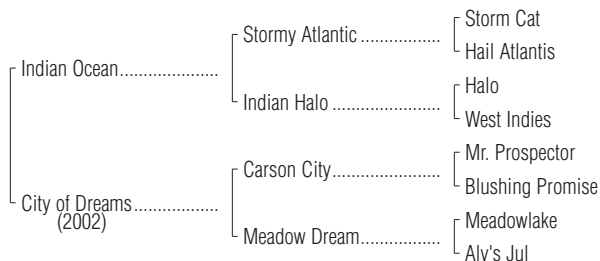 Storm Cat
Stormy Atlantic ..................
Hail Atlantis
Indian Ocean......................
Halo
Indian Halo ........................
West Indies
Mr. Prospector
Carson City........................
Blushing Promise
City of Dreams...................
(2002)
Meadowlake
Meadow Dream..................
Aly's Jul